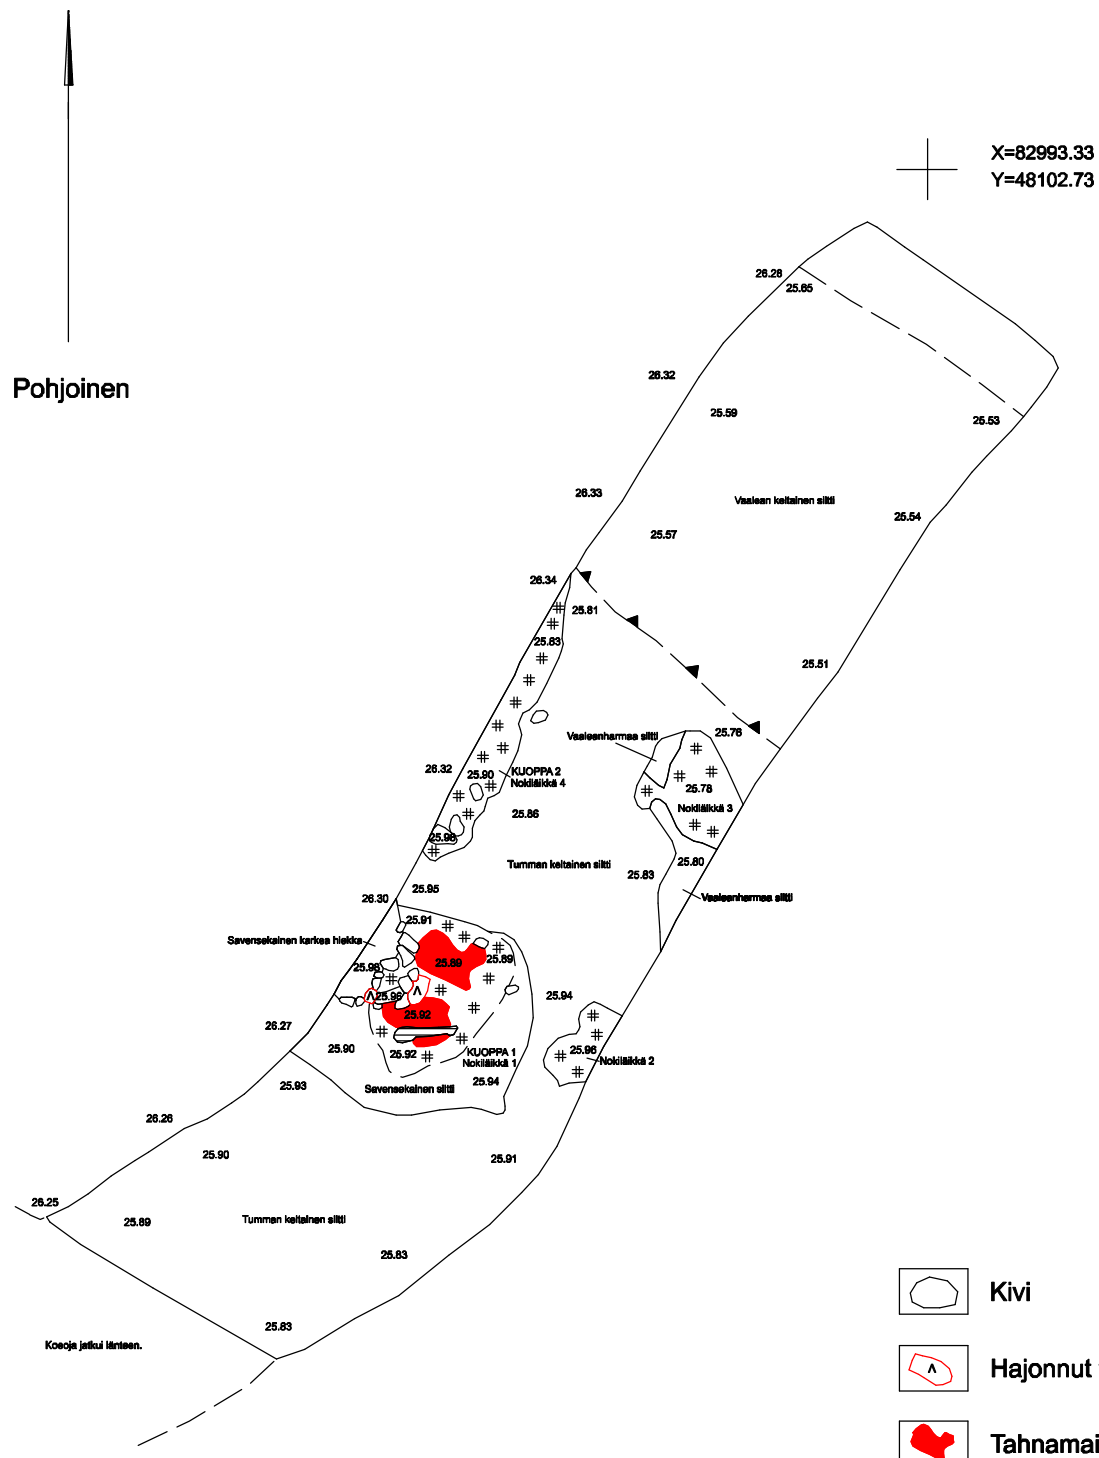 X=82993.33
Y=48102.73
26.28
25.65
Pohjoinen
26.32
25.59
25.53
26.33
Vaalean keltainen siltti
25.54
25.57
26.34
25.81
25.83
25.51
25.76
Vaaleanharmaa siltti
26.32
25.90
KUOPPA 2
Nokiläikkä 4
25.78
Nokiläikkä 3
25.86
25.98
Tumman keltainen siltti
25.83
25.80
25.95
26.30
Vaaleanharmaa siltti
25.91
Savensekainen karkea hiekka
25.98
25.89
25.89
25.96
25.94
25.92
26.27
25.90
25.92
KUOPPA 1
Nokiläikkä 1
25.96
Nokiläikkä 2
25.94
25.93
Savensekainen siltti
26.26
25.90
25.91
26.25
25.89
Tumman keltainen siltti
25.83
25.83
Koeoja jatkui länteen.
Kivi
Hajonnut
Tahnamai